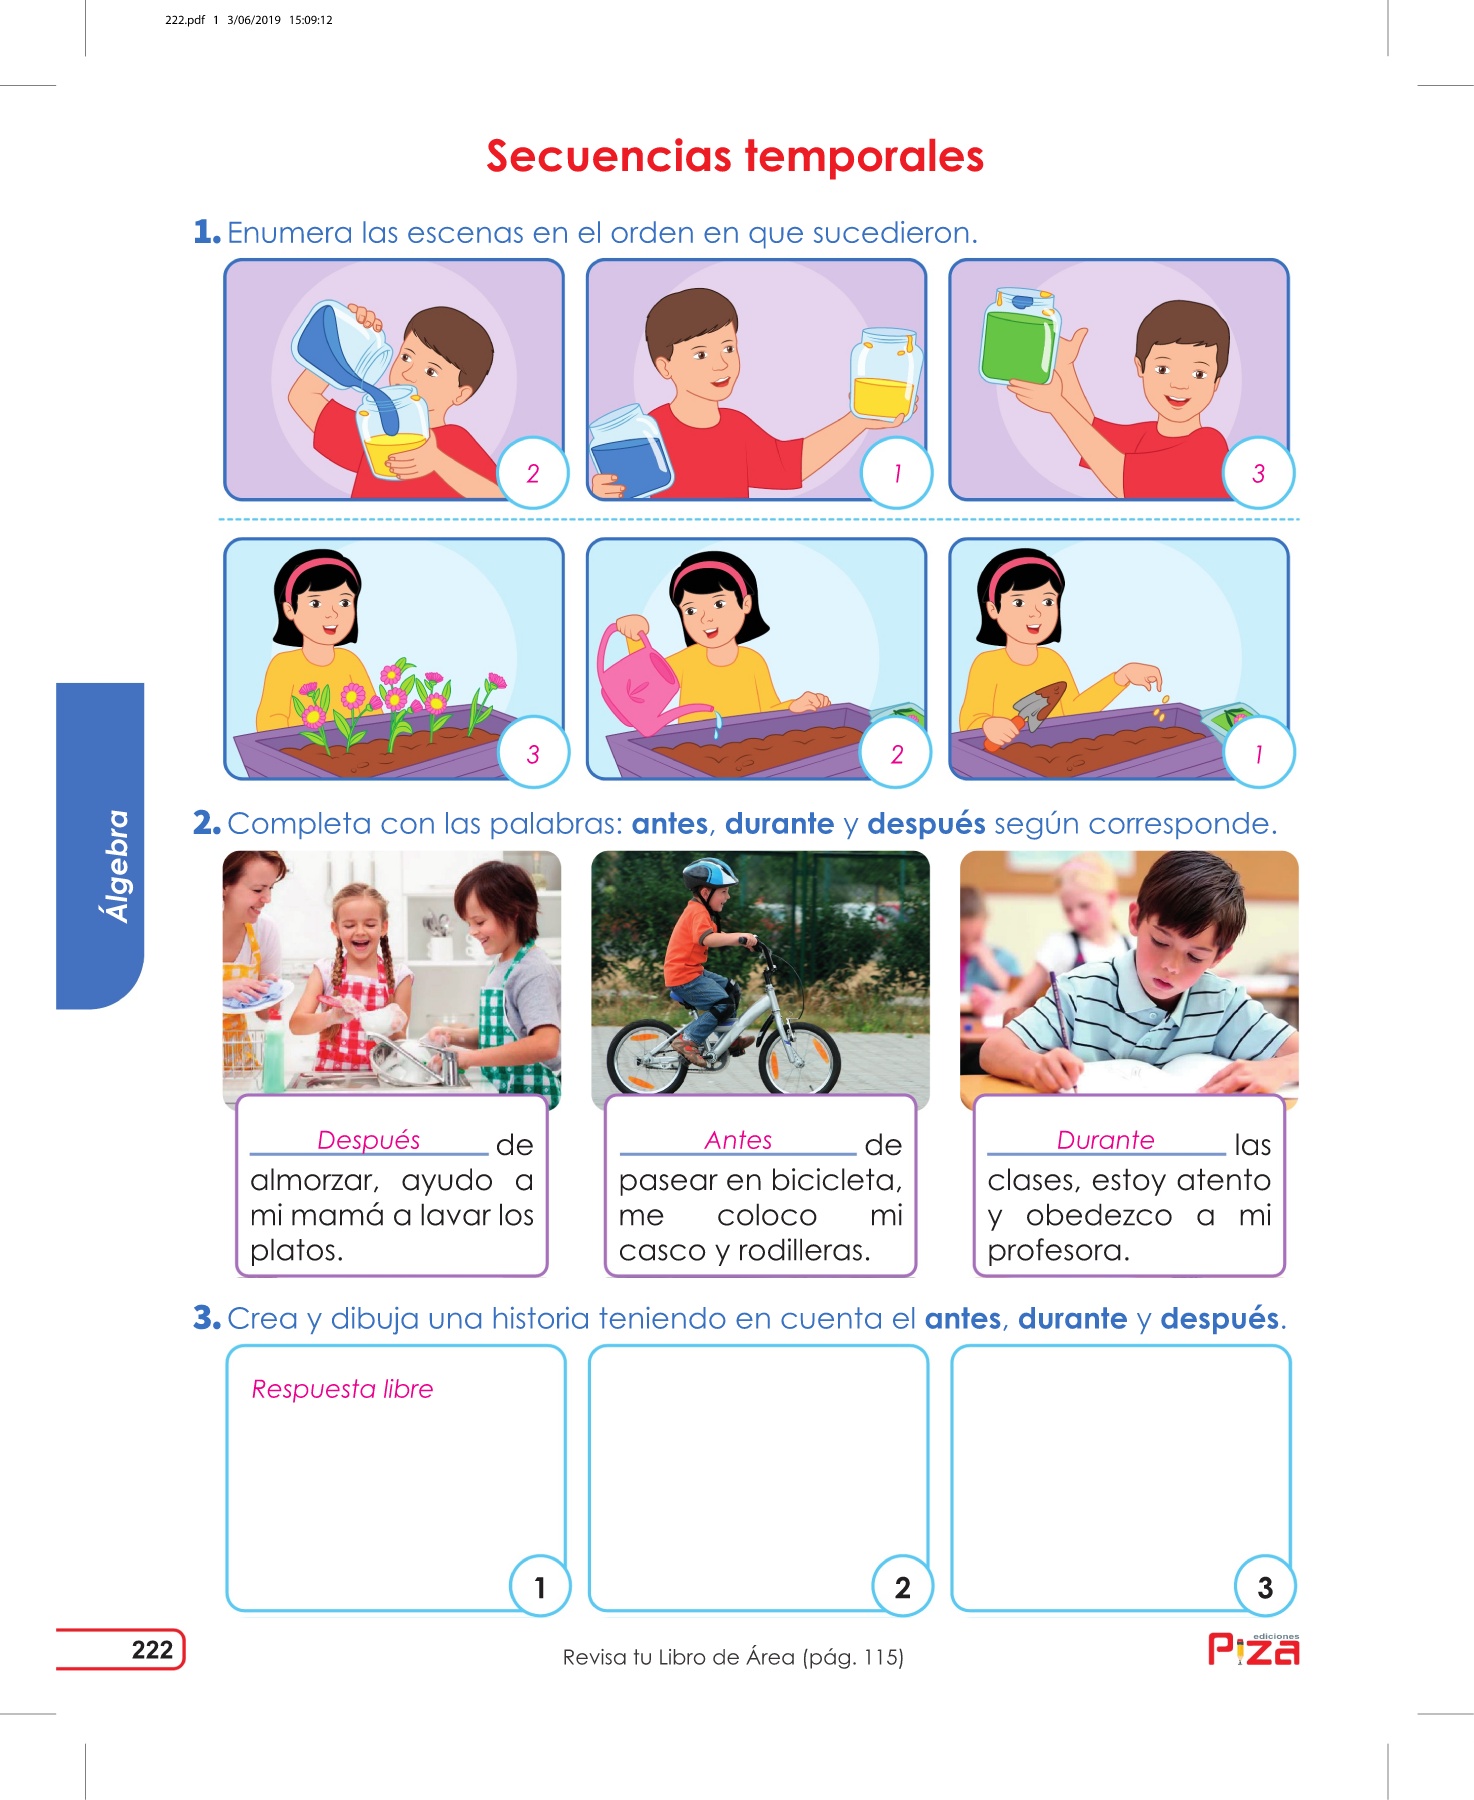 222.pdf 1 3/06/2019 15:09:12
Secuencias temporales
1. Enumera las escenas en el orden en que sucedieron.
2
1
3
3
2
1
2. Completa con las palabras: antes, durante y después según corresponde.
Después de
almorzar, ayudo a
mi mamá a lavar los
platos.
Antes de
pasear en bicicleta,
me coloco mi
casco y rodilleras.
Durante las
clases, estoy atento
y obedezco a mi
profesora.
3. Crea y dibuja una historia teniendo en cuenta el antes, durante y después.
Respuesta libre
1
2
3
Álgebra
222
Revisa tu Libro de Área (pág. 115)
ediciones
Piza